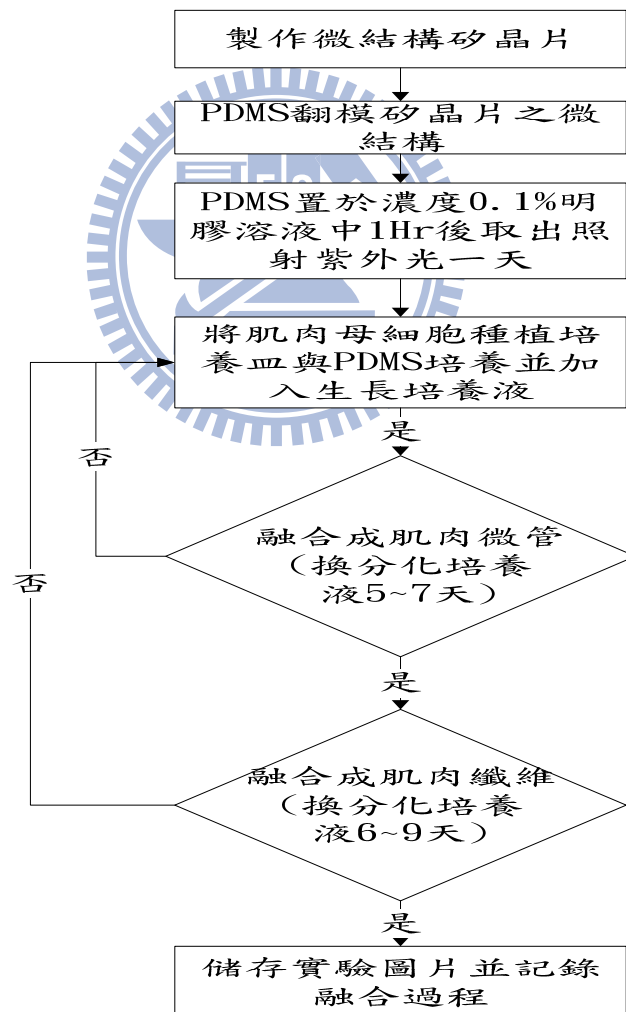 製作微結構矽晶片
PDMS翻模矽晶片之微
結構
PDMS置於濃度0.1%明
膠溶液中1Hr後取出照
射紫外光一天
將肌肉母細胞種植培
養皿與PDMS培養並加
入生長培養液
是
否
融合成肌肉微管
（換分化培養
液5~7天）
否
是
融合成肌肉纖維
（換分化培養
液6~9天）
是
儲存實驗圖片並記錄
融合過程